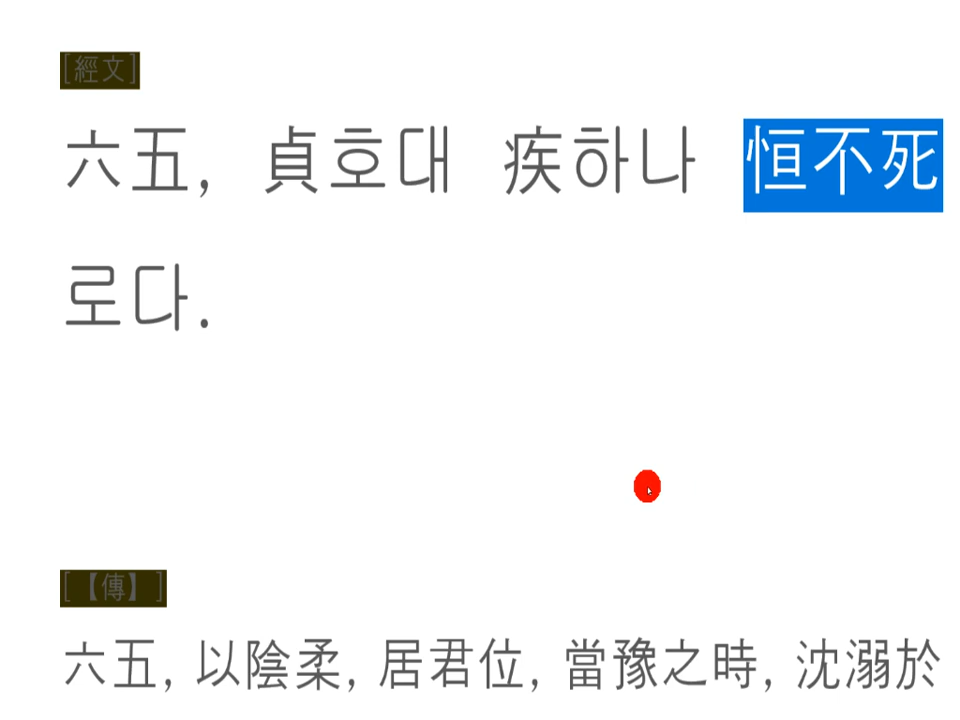 [經文]
六五, 貞호대 疾하나 恒不死
로다.
[【傳】]
六五, 以陰柔, 居君位, 當豫之時, 沈溺於